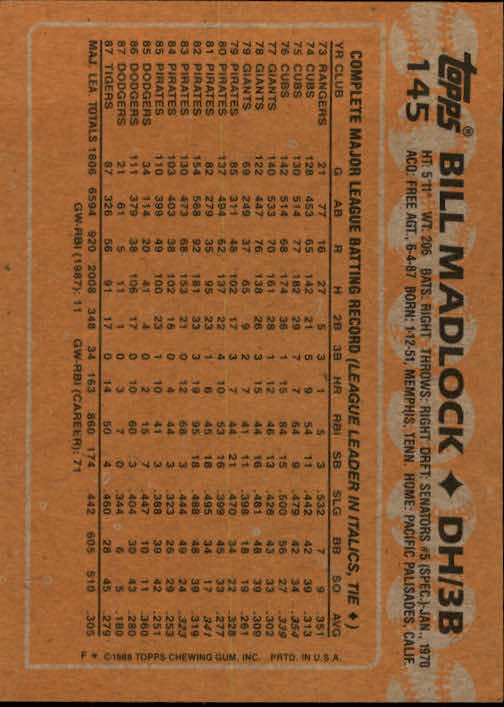 topps® BILL MADLOCK ♦ DH/3B
145 HT: 5'11" WT: 206 BATS: RIGHT THROWS: RIGHT DRFT: SENATORS #5 (SPEC.)-JAN., 1970
ACQ: FREE AGT., 6-4-87 BORN: 1-12-51, MEMPHIS, TENN. HOME: PACIFIC PALISADES, CALIF.
COMPLETE MAJOR LEAGUE BATTING RECORD (LEAGUE LEADER IN ITALICS, TIE ♦)
YR CLUB G AB R H 2B 3B HR RBI SB SLG BB SO AVG
73 RANGERS 21 77 16 27 5 3 1 5 3 .532 7 9 .351
74 CUBS 128 453 65 142 21 5 9 54 11 .442 42 39 .313
75 CUBS 130 514 77 182 29 7 7 64 9 .479 42 34 .354
76 CUBS 142 514 68 174 36 1 15 84 15 .500 56 27 .339
77 GIANTS 140 533 70 161 28 1 12 46 13 .426 43 33 .302
78 GIANTS 122 447 76 138 26 3 15 44 16 .481 48 39 .309
79 GIANTS 69 249 37 65 9 2 7 41 11 .398 18 19 .261
79 PIRATES 85 311 48 102 17 3 7 44 21 .470 34 22 .328
80 PIRATES 137 494 62 137 22 4 10 53 16 .399 45 33 .277
81 PIRATES 82 279 35 95 23 1 6 45 18 .495 34 17 .341
82 PIRATES 154 568 92 181 33 3 19 95 18 .488 48 39 .319
83 PIRATES 130 473 68 153 21 0 12 68 3 .444 49 24 .323
84 PIRATES 103 403 38 102 16 0 4 44 3 .323 26 29 .253
85 PIRATES 110 399 49 100 23 1 10 41 3 .388 39 42 .251
85 DODGERS 34 114 20 41 4 0 2 15 7 .447 10 11 .360
86 DODGERS 111 379 38 106 17 0 10 60 3 .404 30 43 .280
87 DODGERS 21 61 5 11 1 0 3 7 0 .344 6 5 .180
87 TIGERS 87 326 56 91 17 0 14 50 4 .460 28 45 .279
MAJ. LEA. TOTALS 1806 6594 920 2008 348 34 163 860 174 .442 605 510 .305
GW-RBI (1987): 11 GW-RBI (CAREER): 71
F * ©1988 TOPPS CHEWING GUM, INC. PRTD. IN U.S.A.